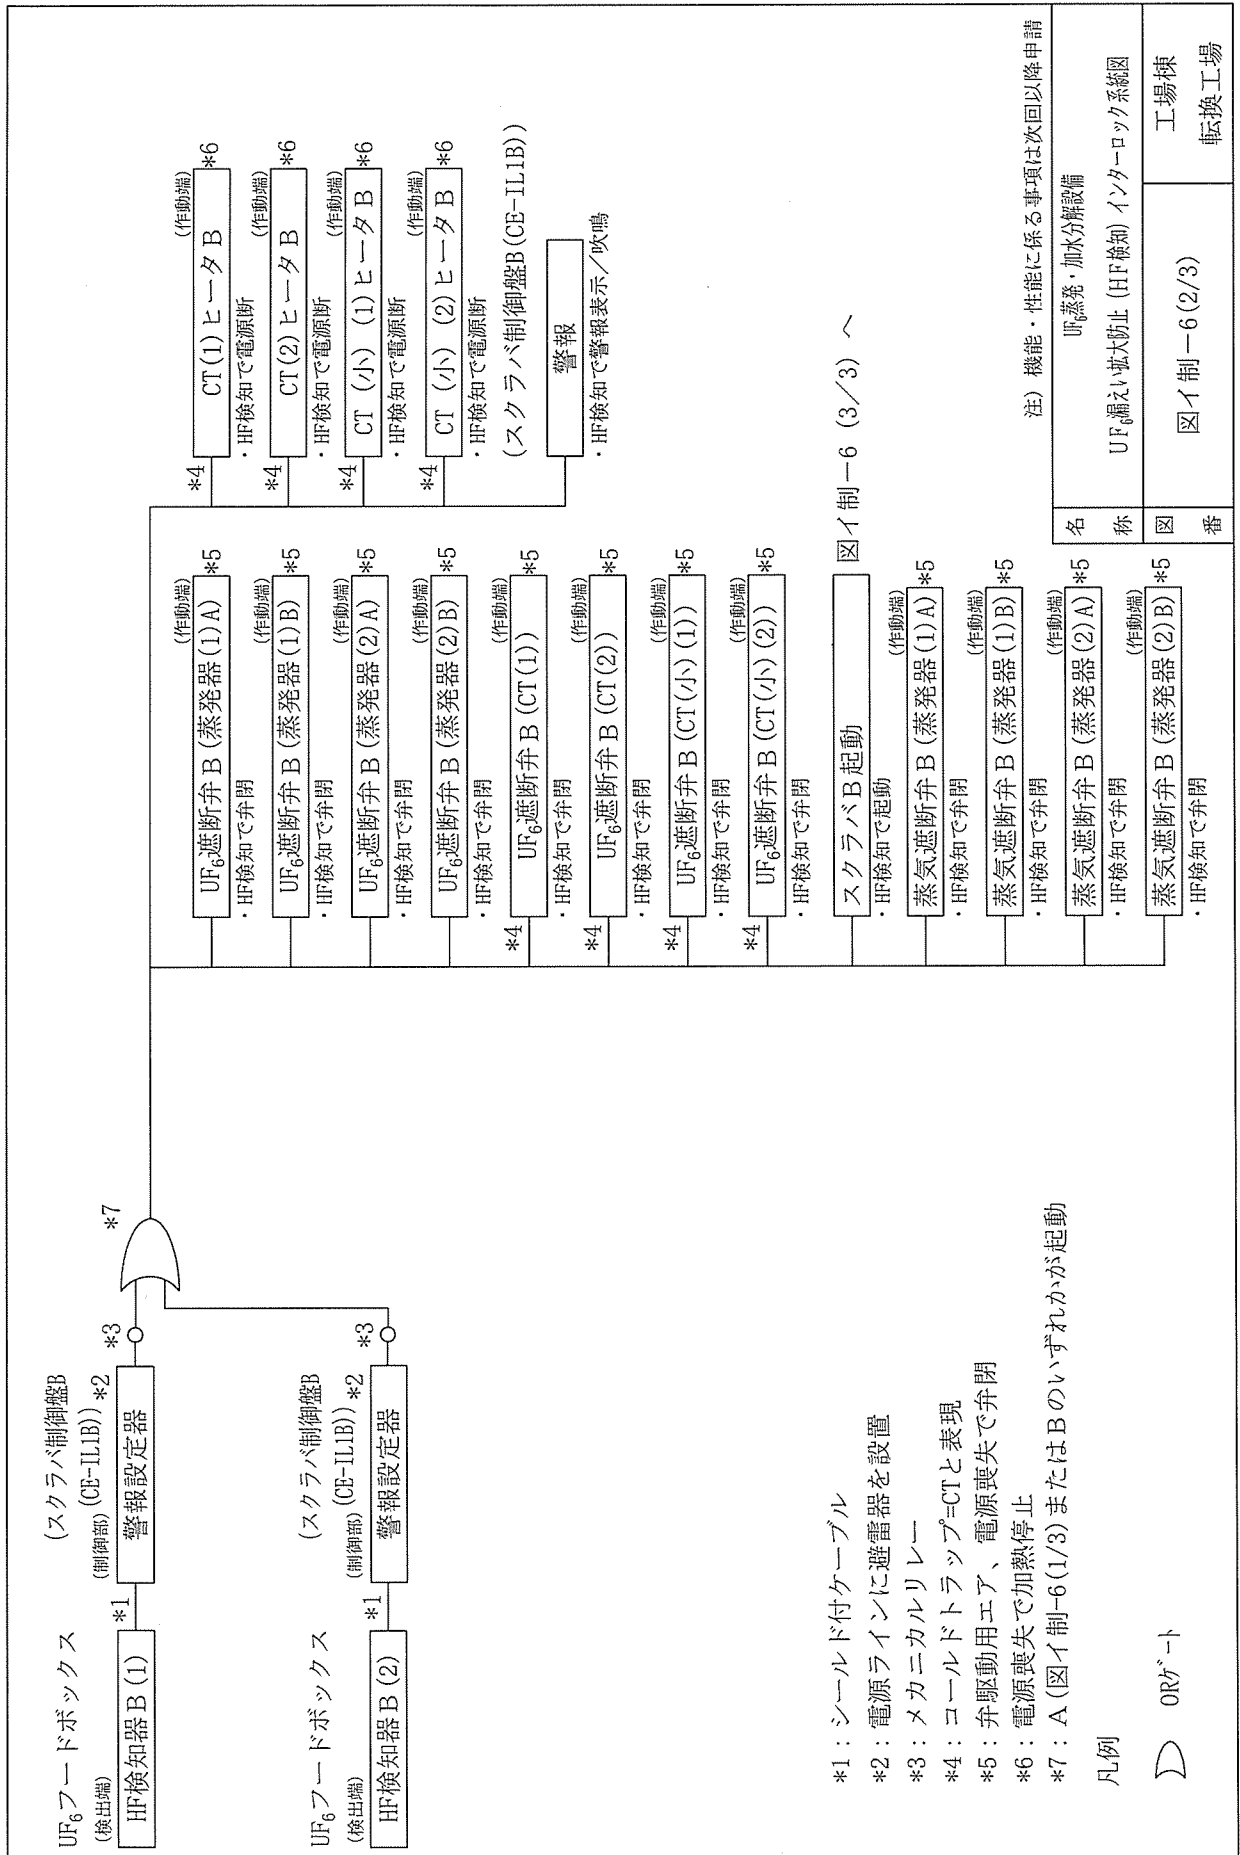 UF₆フードボックス
(検出端)
HF検知器B(1)
*1
(スクラバ制御盤B
(制御部) (CE-IL1B)) *2
警報設定器
*3
*7
UF₆フードボックス
(検出端)
HF検知器B(2)
*1
(スクラバ制御盤B
(制御部) (CE-IL1B)) *2
警報設定器
*3
(作動端)
UF₆遮断弁B(蒸発器(1)A) *5
・HF検知で弁閉
(作動端)
UF₆遮断弁B(蒸発器(1)B) *5
・HF検知で弁閉
(作動端)
UF₆遮断弁B(蒸発器(2)A) *5
・HF検知で弁閉
(作動端)
UF₆遮断弁B(蒸発器(2)B) *5
・HF検知で弁閉
(作動端)
*4 UF₆遮断弁B(CT(1)) *5
・HF検知で弁閉
(作動端)
*4 UF₆遮断弁B(CT(2)) *5
・HF検知で弁閉
(作動端)
*4 UF₆遮断弁B(CT(小)(1)) *5
・HF検知で弁閉
(作動端)
*4 UF₆遮断弁B(CT(小)(2)) *5
・HF検知で弁閉
スクラバB起動 図イ制－6 (3/3) へ
・HF検知で起動
(作動端)
蒸気遮断弁B(蒸発器(1)A) *5
・HF検知で弁閉
(作動端)
蒸気遮断弁B(蒸発器(1)B) *5
・HF検知で弁閉
(作動端)
蒸気遮断弁B(蒸発器(2)A) *5
・HF検知で弁閉
(作動端)
蒸気遮断弁B(蒸発器(2)B) *5
・HF検知で弁閉
(作動端)
*4 CT(1)ヒータB *6
・HF検知で電源断
(作動端)
*4 CT(2)ヒータB *6
・HF検知で電源断
(作動端)
*4 CT (小) (1)ヒータB *6
・HF検知で電源断
(作動端)
*4 CT (小) (2)ヒータB *6
・HF検知で電源断
(スクラバ制御盤B(CE-IL1B))
警報
・HF検知で警報表示/吹鳴
*1：シールド付ケーブル
*2：電源ラインに避雷器を設置
*3：メカニカルリレー
*4：コールドトラップ=CTと表現
*5：弁駆動用エア、電源喪失で弁閉
*6：電源喪失で加熱停止
*7：A(図イ制-6(1/3)またはBのいずれかが起動
凡例
ORゲート
注) 機能・性能に係る事項は次回以降申請
名称
UF₆蒸発・加水分解設備
UF₆漏えい拡大防止(HF検知)インターロック系統図
図番
図イ制－6(2/3)
工場棟
転換工場